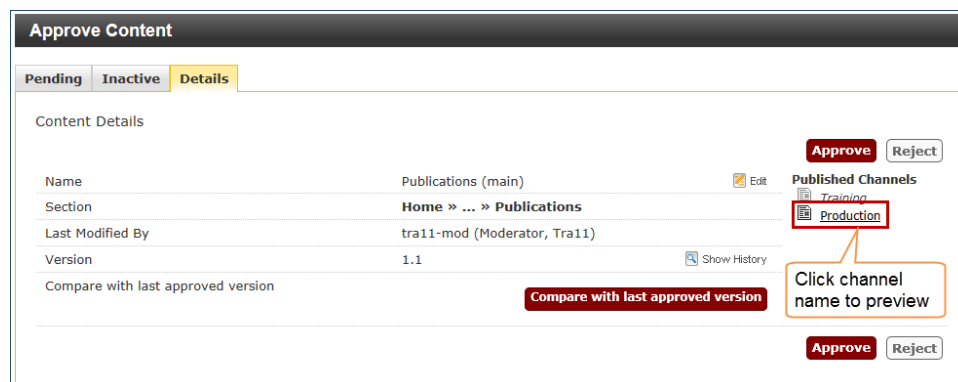 Approve Content
Pending Inactive Details
Content Details
Approve Reject
Name Publications (main) Edit Published Channels
Training
Section Home » ... » Publications
Production
Last Modified By tra11-mod (Moderator, Tra11)
Version 1.1 Show History
Click channel
name to preview
Compare with last approved version
Compare with last approved version
Approve Reject